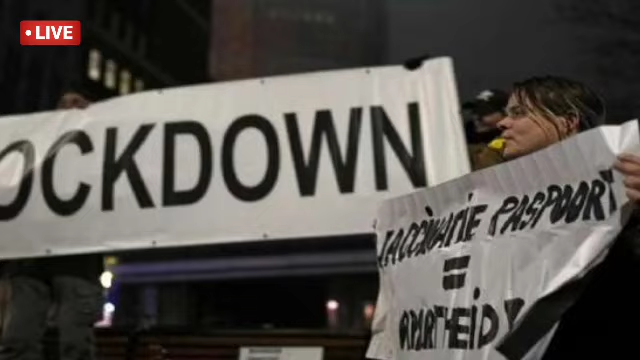 LIVE
OCKDOWN
VACCINATIE PASPOORT
=
APARTHEID!